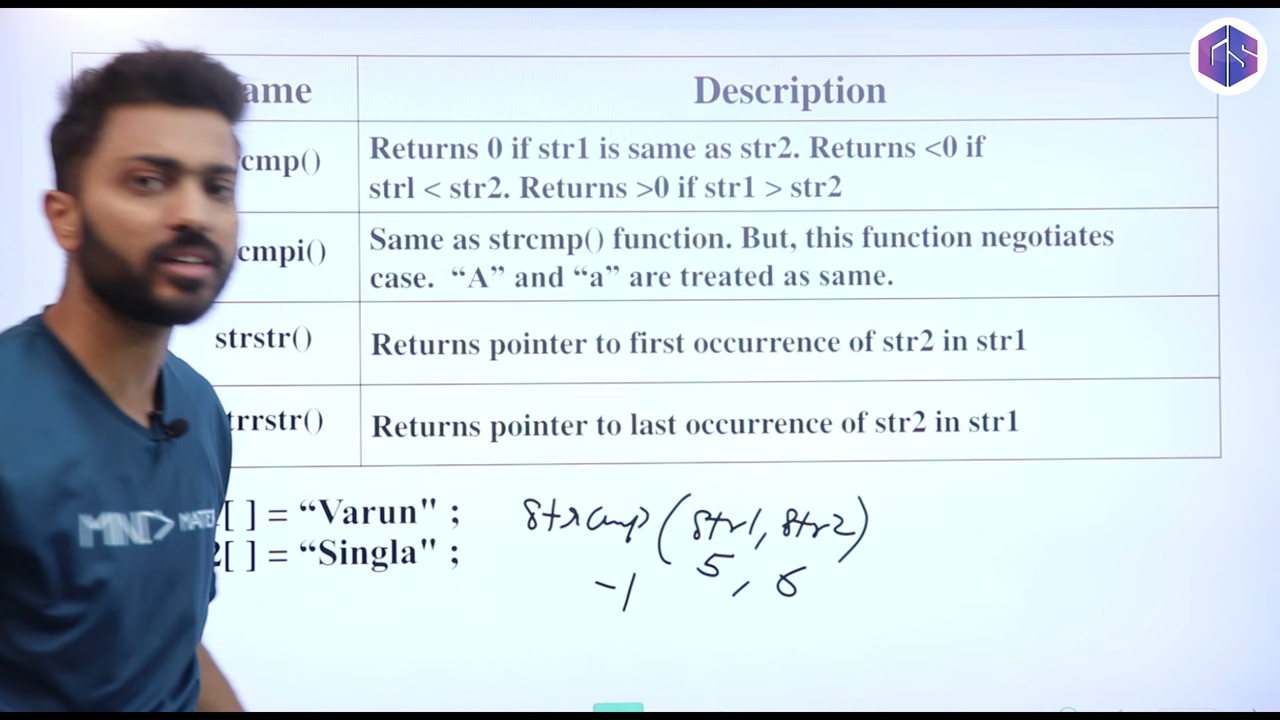 ame Description
cmp() Returns 0 if str1 is same as str2. Returns <0 if
strl < str2. Returns >0 if str1 > str2
cmpi() Same as strcmp() function. But, this function negotiates
case. “A” and “a” are treated as same.
strstr() Returns pointer to first occurrence of str2 in str1
trrstr() Returns pointer to last occurrence of str2 in str1
[ ] = “Varun" ;
2[ ] = “Singla" ;
strcmp (str1, str2)
5, 6
-1
MIND> MATTER